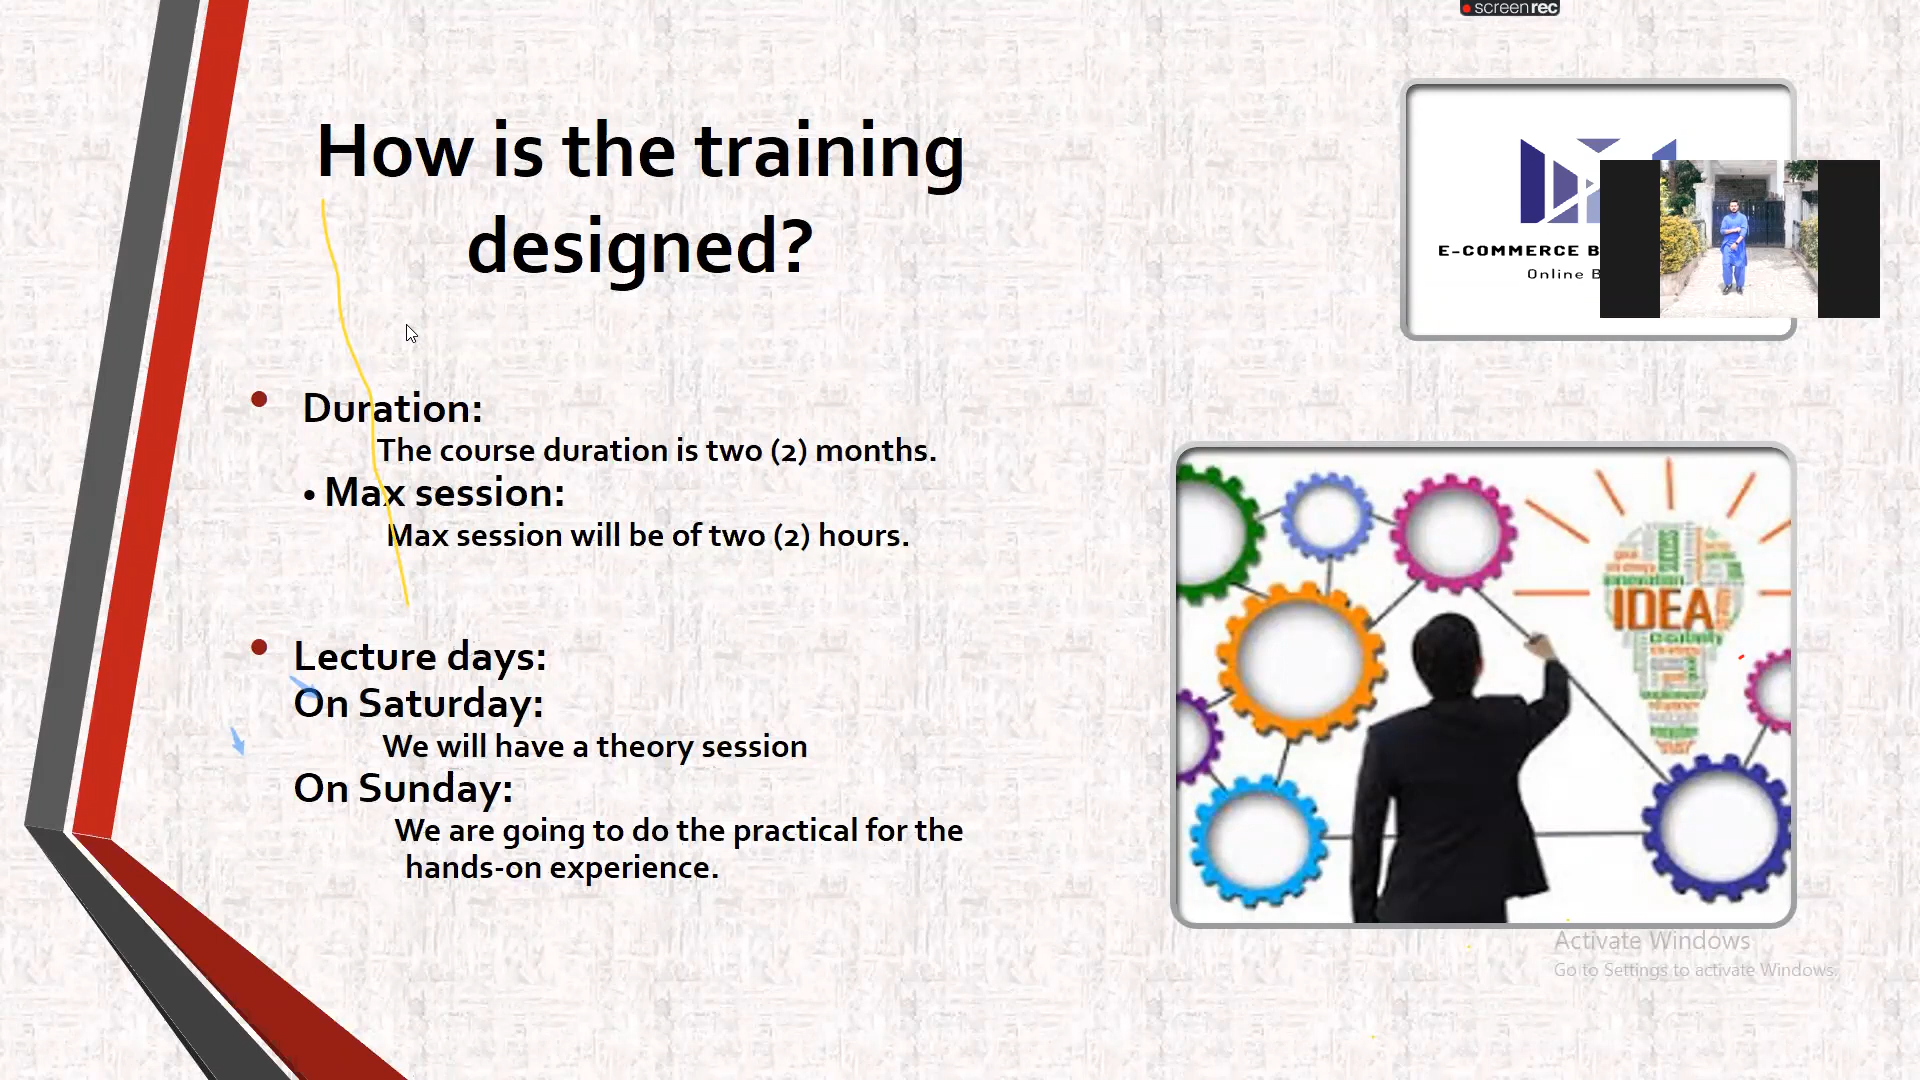 screenrec
How is the training
designed?
E-COMMERCE B
Online B
• Duration:
The course duration is two (2) months.
• Max session:
Max session will be of two (2) hours.
• Lecture days:
On Saturday:
We will have a theory session
On Sunday:
We are going to do the practical for the
hands-on experience.
innovation
IDEA
creativity
Activate Windows
Go to Settings to activate Windows.